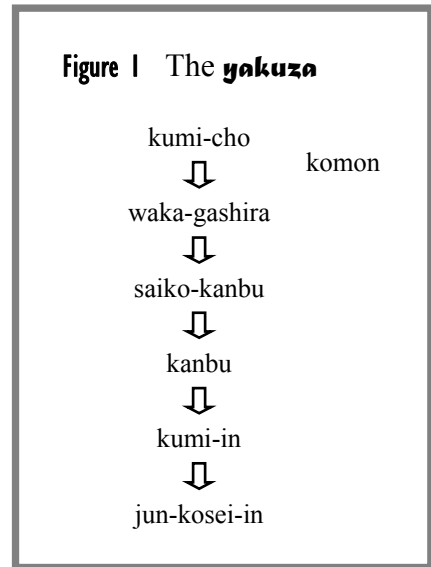 Figure 1 The yakuza
kumi-cho
komon
waka-gashira
saiko-kanbu
kanbu
kumi-in
jun-kosei-in